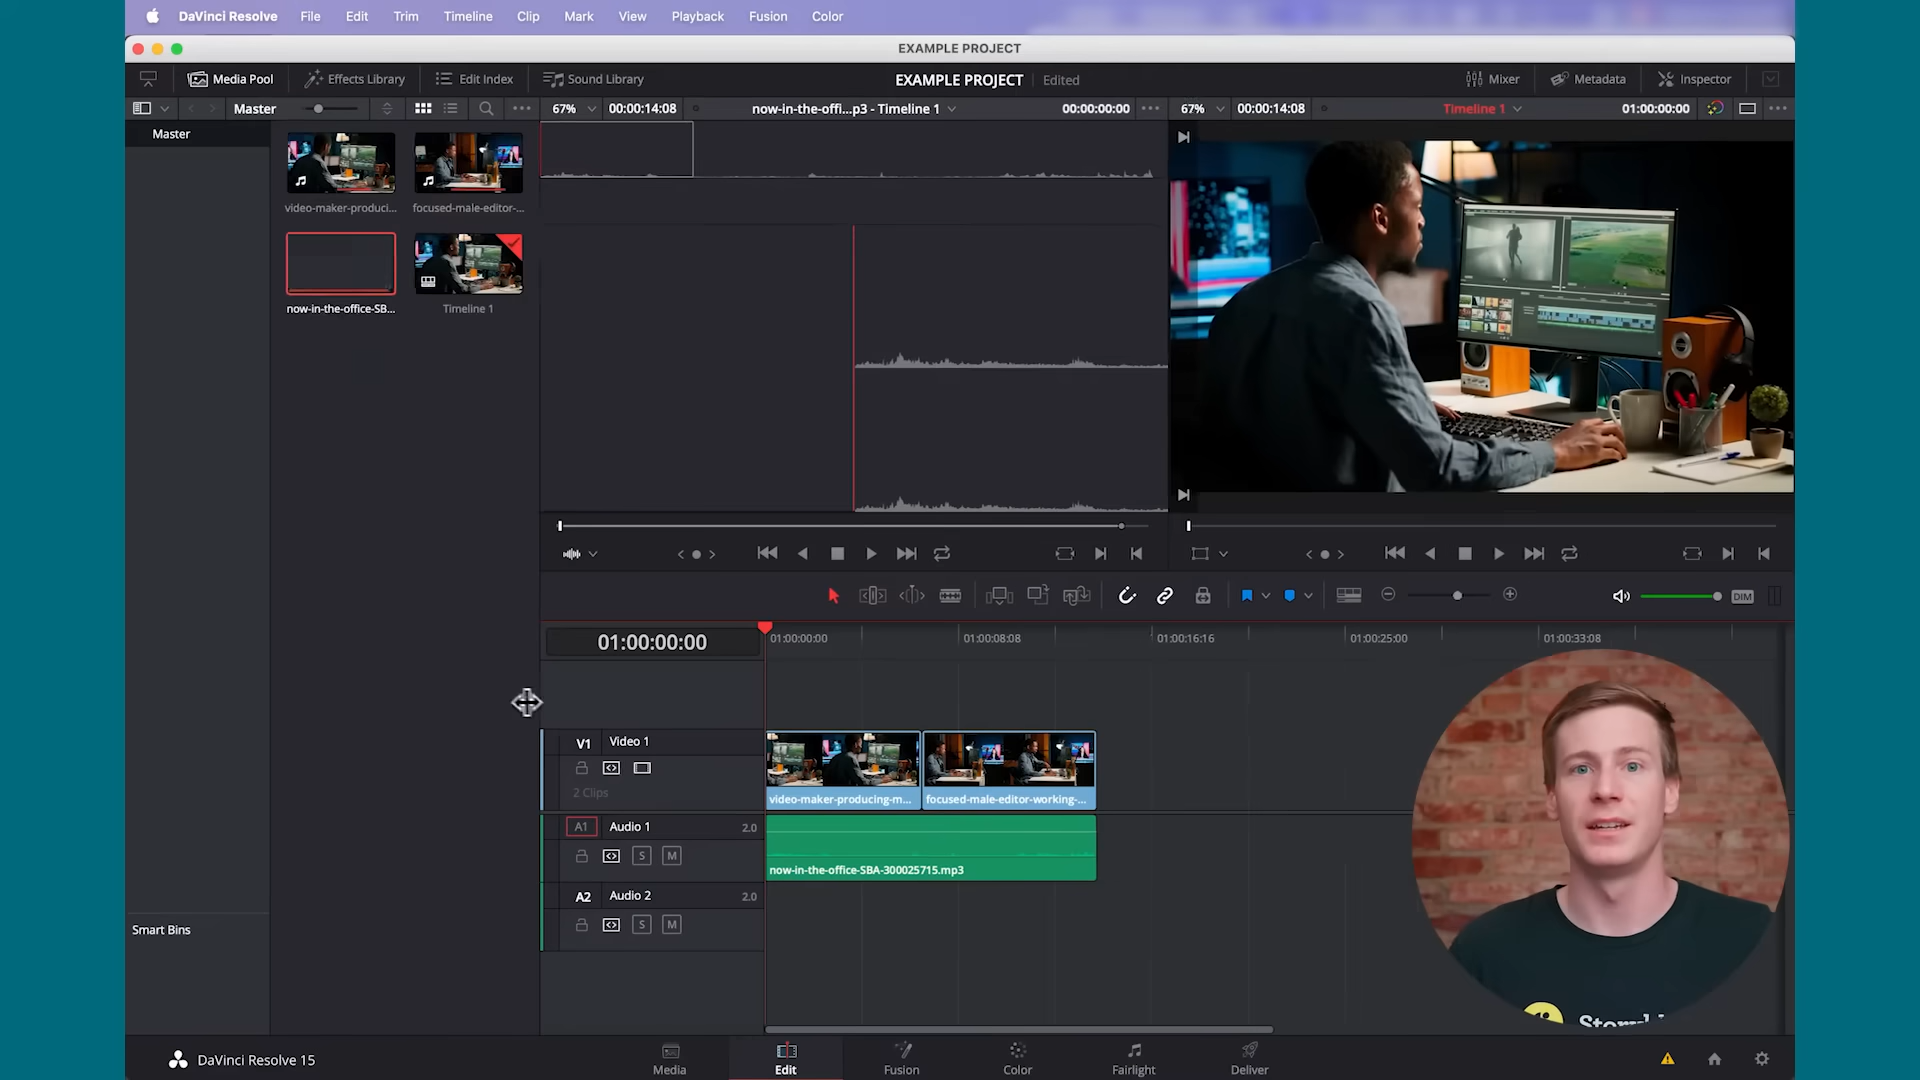 DaVinci Resolve File Edit Trim Timeline Clip Mark View Playback Fusion Color
EXAMPLE PROJECT
Media Pool Effects Library Edit Index Sound Library EXAMPLE PROJECT Edited Mixer Metadata Inspector
Master 67% 00:00:14:08 now-in-the-offi...p3 - Timeline 1 00:00:00:00 67% 00:00:14:08 Timeline 1 01:00:00:00
Master
video-maker-produci... focused-male-editor-...
now-in-the-office-SB... Timeline 1
DIM
01:00:00:00 01:00:00:00 01:00:08:08 01:00:16:16 01:00:25:00 01:00:33:08
V1 Video 1
2 Clips
video-maker-producing-m... focused-male-editor-working-...
A1 Audio 1 2.0
S M
now-in-the-office-SBA-300025715.mp3
A2 Audio 2 2.0
S M
Smart Bins
DaVinci Resolve 15
Media Edit Fusion Color Fairlight Deliver